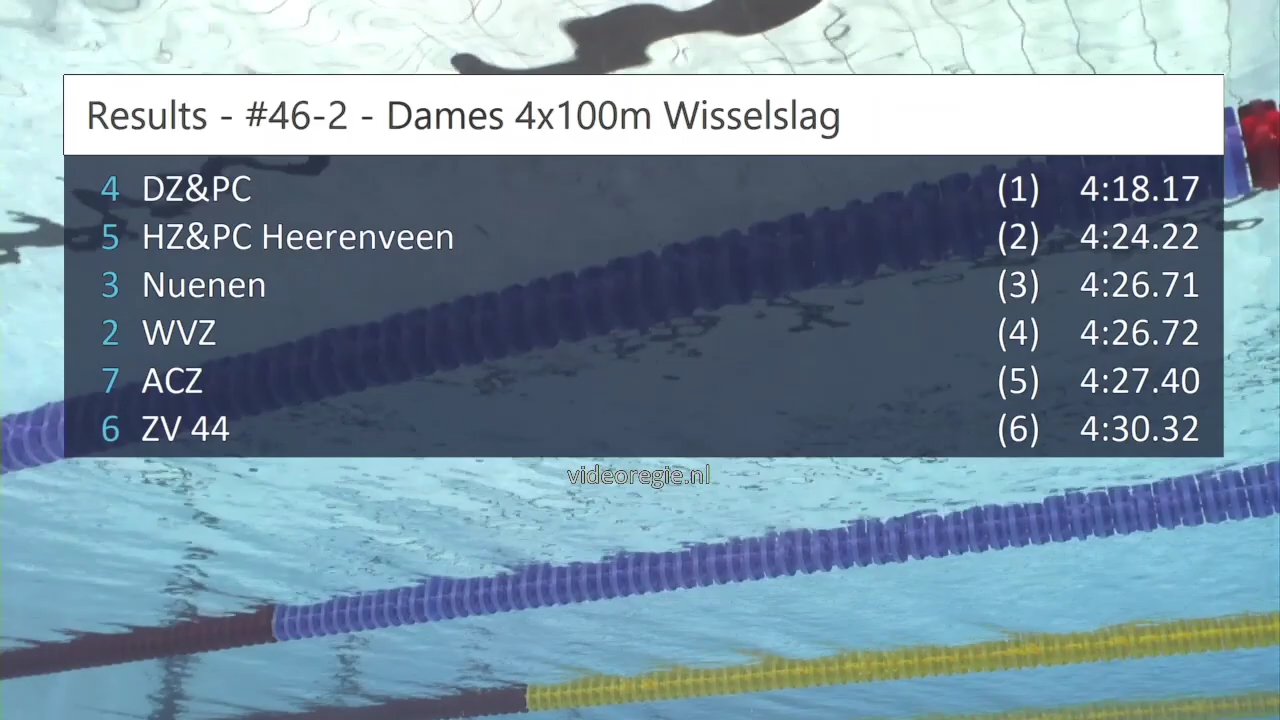 Results - #46-2 - Dames 4x100m Wisselslag
4 DZ&PC (1) 4:18.17
5 HZ&PC Heerenveen (2) 4:24.22
3 Nuenen (3) 4:26.71
2 WVZ (4) 4:26.72
7 ACZ (5) 4:27.40
6 ZV 44 (6) 4:30.32
videoregie.nl